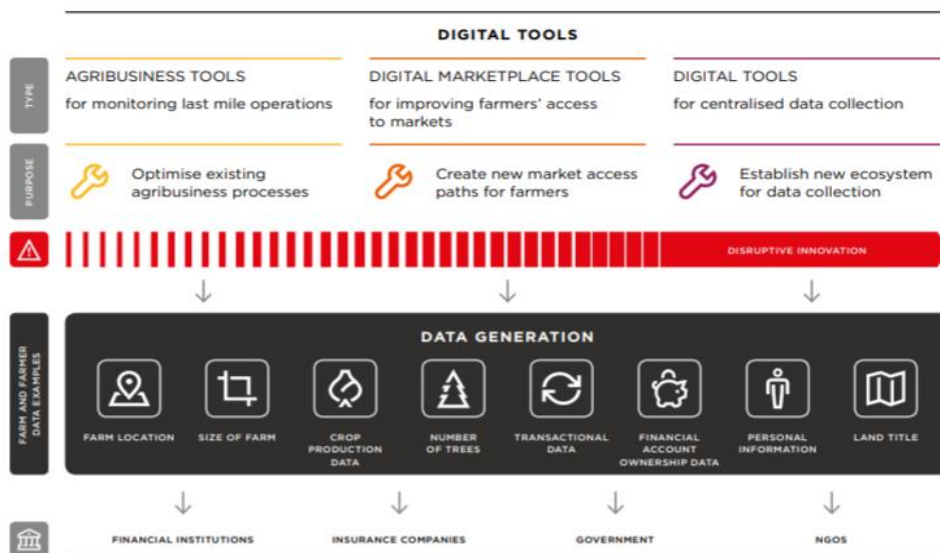 DIGITAL TOOLS
TYPE
AGRIBUSINESS TOOLS
for monitoring last mile operations
DIGITAL MARKETPLACE TOOLS
for improving farmers' access
to markets
DIGITAL TOOLS
for centralised data collection
PURPOSE
Optimise existing
agribusiness processes
Create new market access
paths for farmers
Establish new ecosystem
for data collection
DISRUPTIVE INNOVATION
FARM AND FARMER
DATA EXAMPLES
DATA GENERATION
FARM LOCATION
SIZE OF FARM
CROP
PRODUCTION
DATA
NUMBER
OF TREES
TRANSACTIONAL
DATA
FINANCIAL
ACCOUNT
OWNERSHIP DATA
PERSONAL
INFORMATION
LAND TITLE
FINANCIAL INSTITUTIONS
INSURANCE COMPANIES
GOVERNMENT
NGOS